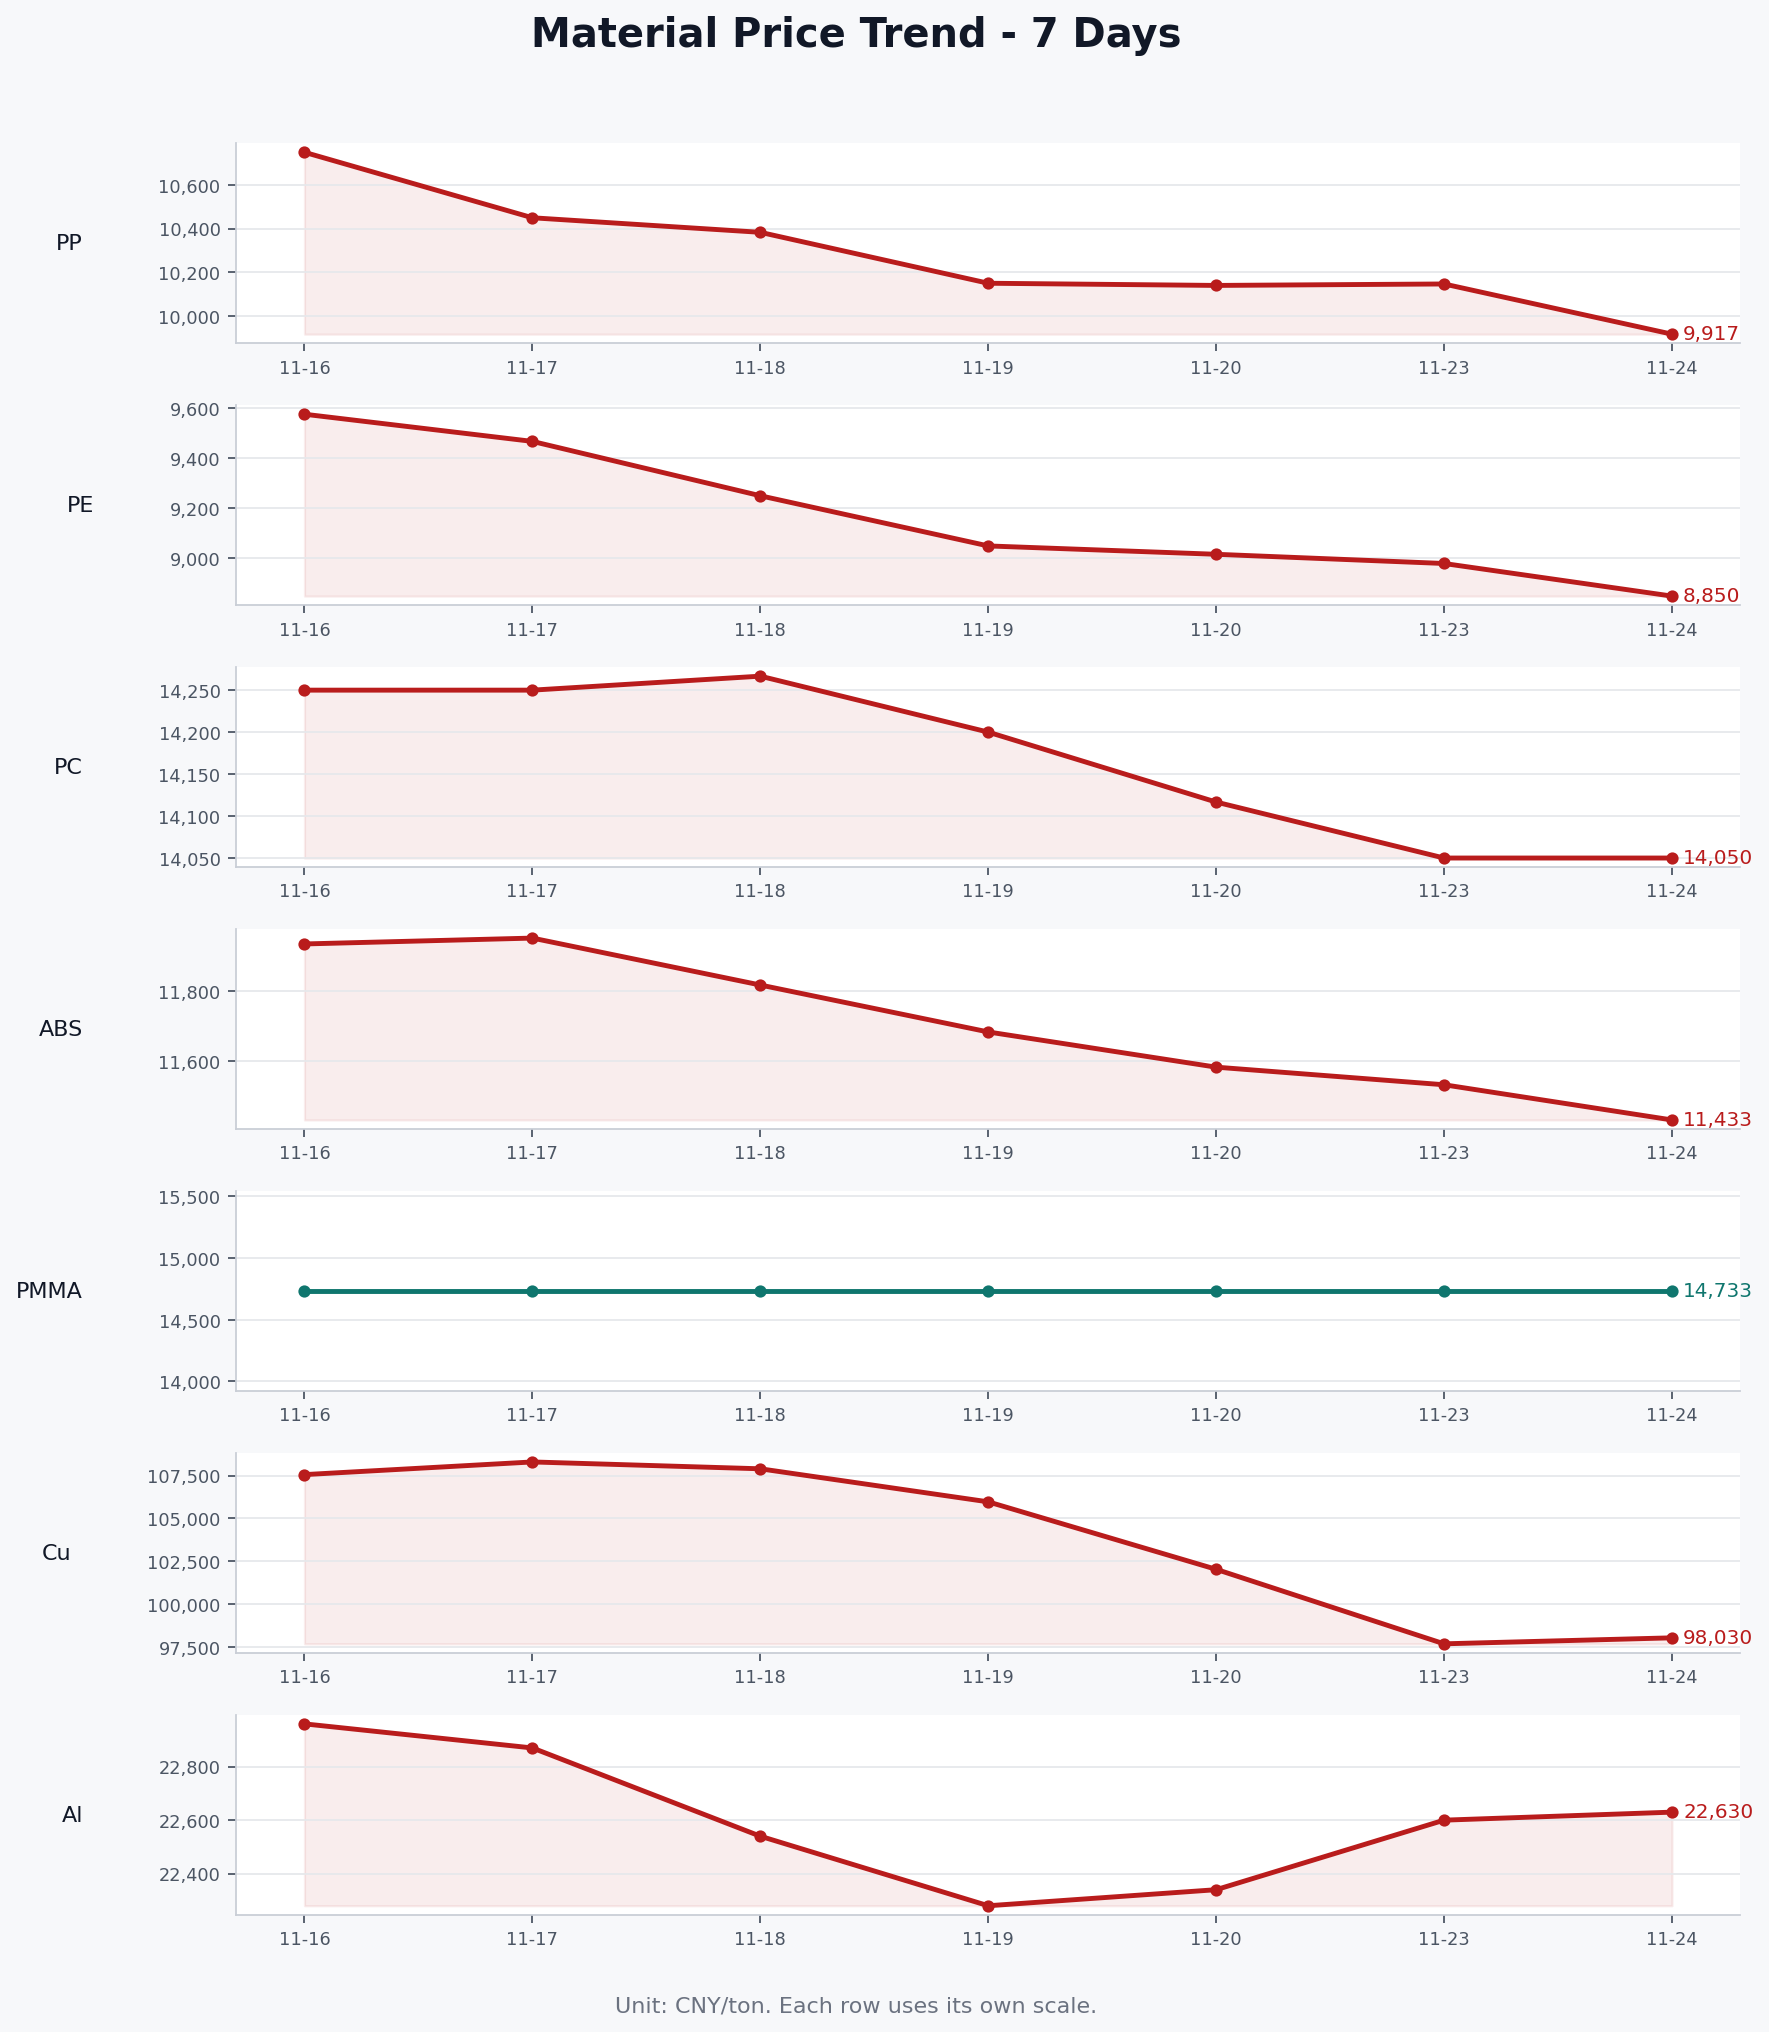 Material Price Trend - 7 Days
PP
10,600
10,400
10,200
10,000
9,917
11-16 11-17 11-18 11-19 11-20 11-23 11-24
PE
9,600
9,400
9,200
9,000
8,850
11-16 11-17 11-18 11-19 11-20 11-23 11-24
PC
14,250
14,200
14,150
14,100
14,050
14,050
11-16 11-17 11-18 11-19 11-20 11-23 11-24
ABS
11,800
11,600
11,433
11-16 11-17 11-18 11-19 11-20 11-23 11-24
PMMA
15,500
15,000
14,500
14,000
14,733
11-16 11-17 11-18 11-19 11-20 11-23 11-24
Cu
107,500
105,000
102,500
100,000
97,500
98,030
11-16 11-17 11-18 11-19 11-20 11-23 11-24
Al
22,800
22,600
22,400
22,630
11-16 11-17 11-18 11-19 11-20 11-23 11-24
Unit: CNY/ton. Each row uses its own scale.